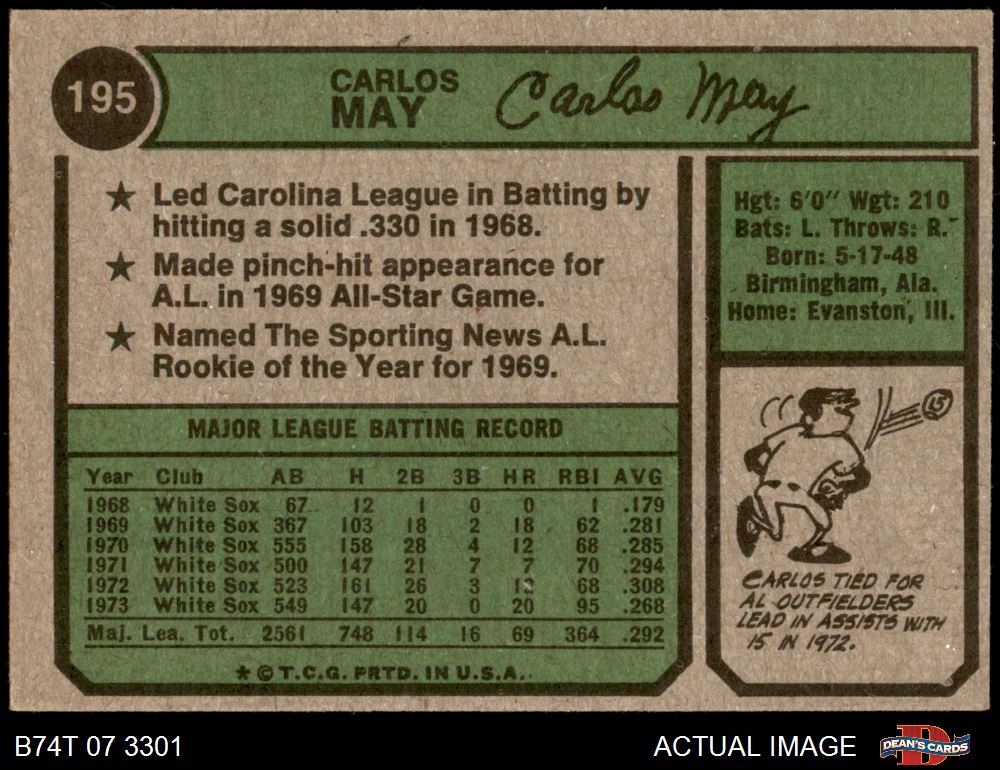 195
CARLOS
MAY
Carlos May
★ Led Carolina League in Batting by
hitting a solid .330 in 1968.
★ Made pinch-hit appearance for
A.L. in 1969 All-Star Game.
★ Named The Sporting News A.L.
Rookie of the Year for 1969.
Hgt: 6'0" Wgt: 210
Bats: L. Throws: R.
Born: 5-17-48
Birmingham, Ala.
Home: Evanston, Ill.
MAJOR LEAGUE BATTING RECORD
Year Club AB H 2B 3B HR RBI AVG
1968 White Sox 67 12 1 0 0 1 .179
1969 White Sox 367 103 18 2 18 62 .281
1970 White Sox 555 158 28 4 12 68 .285
1971 White Sox 500 147 21 7 7 70 .294
1972 White Sox 523 161 26 3 12 68 .308
1973 White Sox 549 147 20 0 20 95 .268
Maj. Lea. Tot. 2561 748 114 16 69 364 .292
* © T.C.G. PRTD. IN U.S.A.
15
CARLOS TIED FOR
AL OUTFIELDERS
LEAD IN ASSISTS WITH
15 IN 1972.
B74T 07 3301
ACTUAL IMAGE
D
DEAN'S CARDS